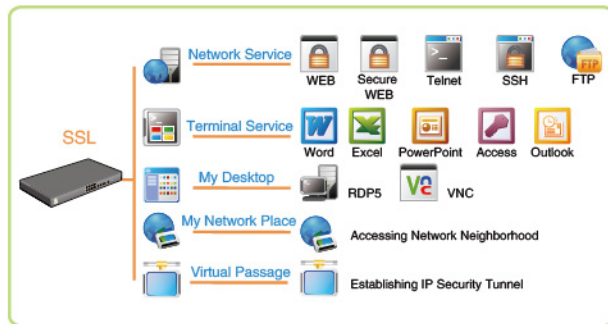 SSL
Network Service
WEB
Secure
WEB
Telnet
SSH
FTP
FTP
Terminal Service
Word
Excel
PowerPoint
Access
Outlook
My Desktop
RDP5
VNC
VNC
My Network Place
Accessing Network Neighborhood
Virtual Passage
Establishing IP Security Tunnel